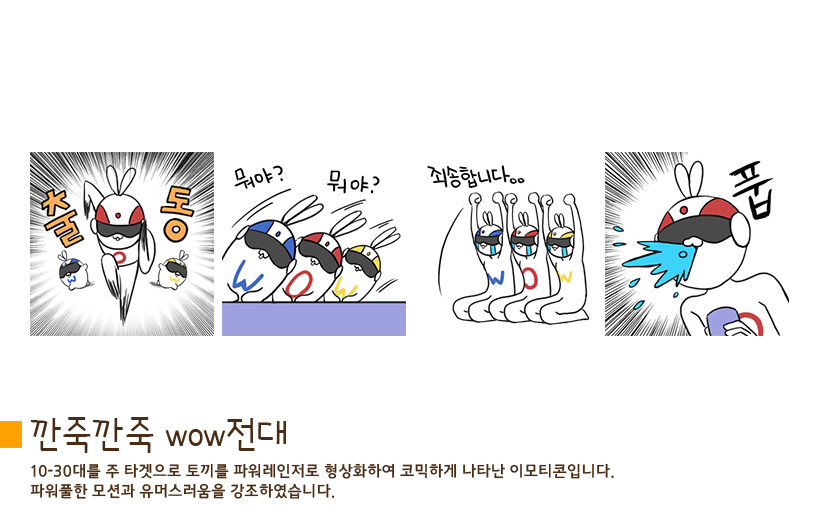 출동
뭐야?
뭐야?
죄송합니다..
풉
W
O
W
W
O
W
깐죽깐죽 wow전대
10-30대를 주 타겟으로 토끼를 파워레인저로 형상화하여 코믹하게 나타난 이모티콘입니다.
파워풀한 모션과 유머스러움을 강조하였습니다.